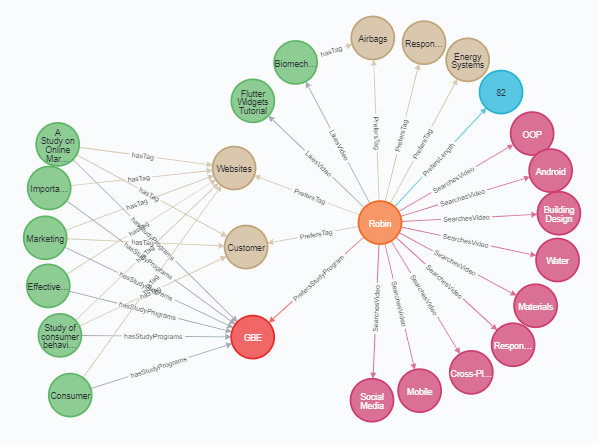 Airbags
Respon...
Energy
Systems
82
Biomech...
Flutter
Widgets
Tutorial
OOP
Android
Building
Design
Water
Materials
Respon...
Cross-Pl...
Mobile
Social
Media
Robin
A
Study on
Online
Mar...
Importa...
Marketing
Effective...
Study of
consumer
behavi...
Consumer
Websites
Customer
GBE
hasTag
LikesVideo
LikesVideo
PrefersTag
PrefersTag
PrefersTag
PrefersLength
PrefersTag
PrefersTag
PrefersStudyProgram
SearchesVideo
SearchesVideo
SearchesVideo
SearchesVideo
SearchesVideo
SearchesVideo
SearchesVideo
SearchesVideo
SearchesVideo
hasTag
hasTag
hasTag
hasTag
hasTag
hasStudyPrograms
hasStudyPrograms
hasStudyPrograms
hasStudyPrograms
hasStudyPrograms
hasStudyPrograms